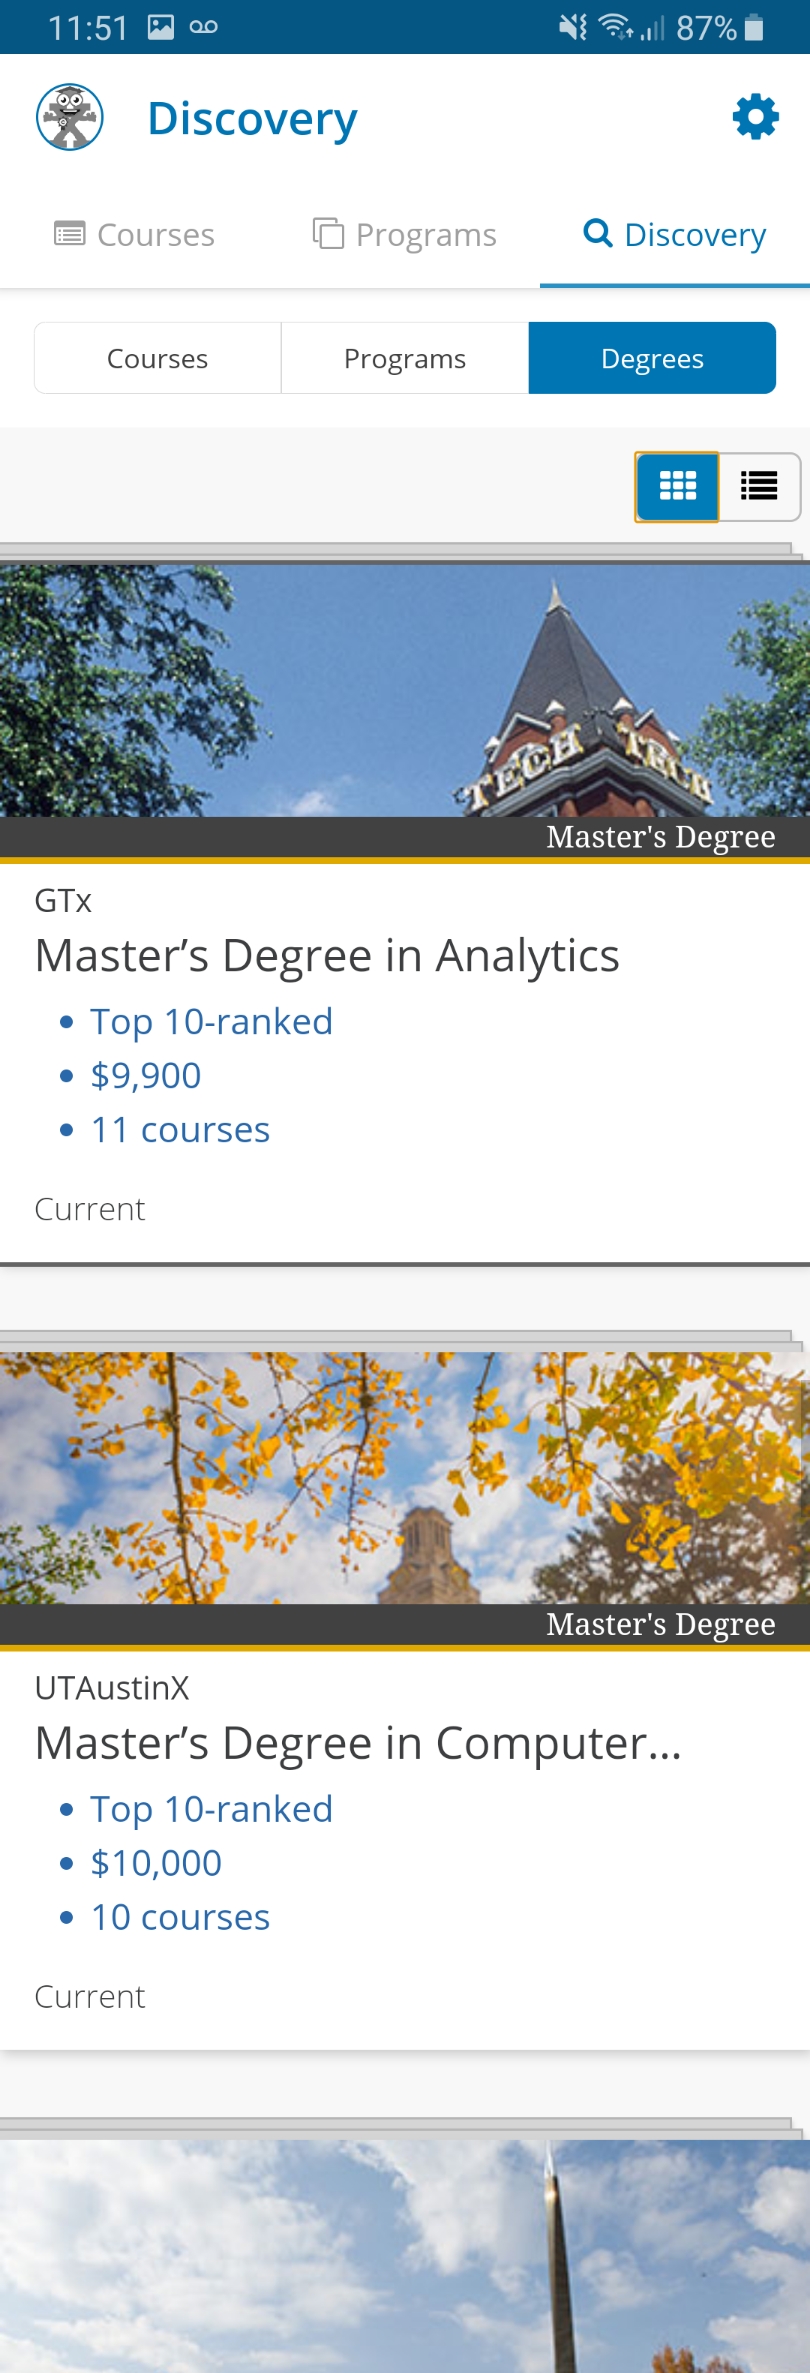 11:51 87%
Discovery
Courses Programs Discovery
Courses Programs Degrees
TECH TECH
Master's Degree
GTx
Master’s Degree in Analytics
• Top 10-ranked
• $9,900
• 11 courses
Current
Master's Degree
UTAustinX
Master’s Degree in Computer...
• Top 10-ranked
• $10,000
• 10 courses
Current